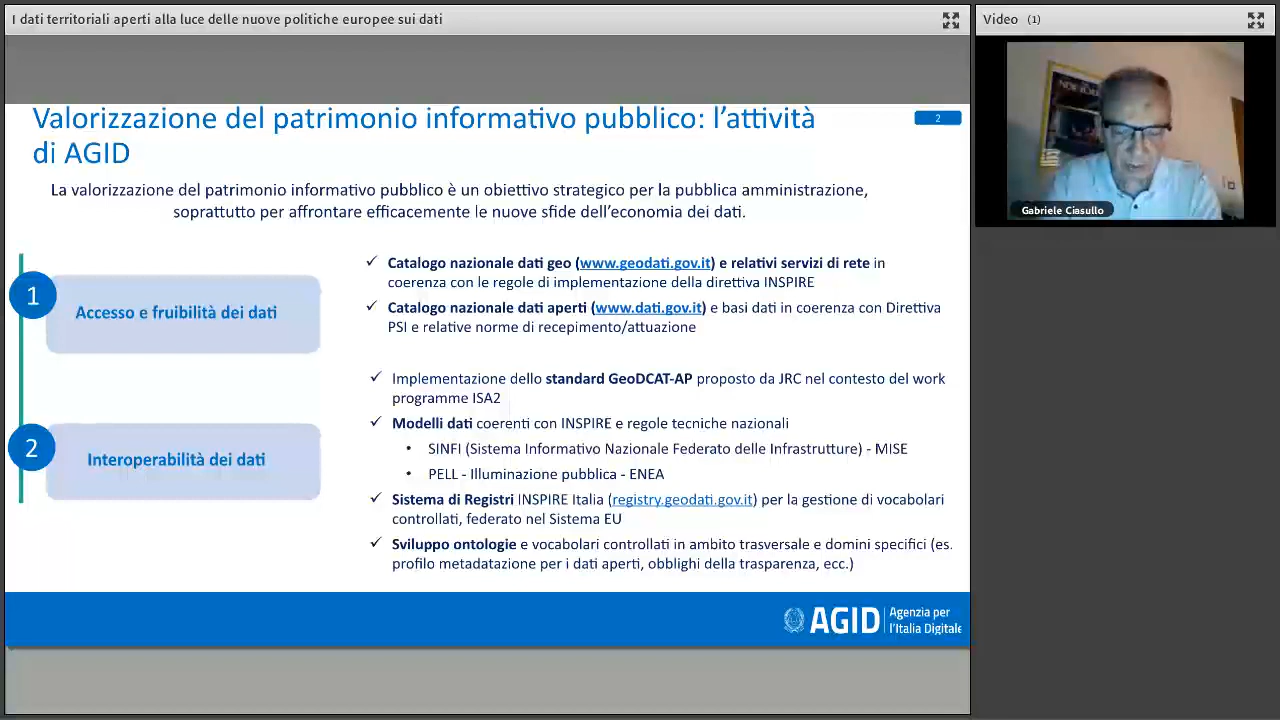 I dati territoriali aperti alla luce delle nuove politiche europee sui dati
Video (1)
Gabriele Ciasullo
Valorizzazione del patrimonio informativo pubblico: l'attività
di AGID
2
La valorizzazione del patrimonio informativo pubblico è un obiettivo strategico per la pubblica amministrazione,
soprattutto per affrontare efficacemente le nuove sfide dell'economia dei dati.
1
Accesso e fruibilità dei dati
✓ Catalogo nazionale dati geo (www.geodati.gov.it) e relativi servizi di rete in
coerenza con le regole di implementazione della direttiva INSPIRE
✓ Catalogo nazionale dati aperti (www.dati.gov.it) e basi dati in coerenza con Direttiva
PSI e relative norme di recepimento/attuazione
2
Interoperabilità dei dati
✓ Implementazione dello standard GeoDCAT-AP proposto da JRC nel contesto del work
programme ISA2
✓ Modelli dati coerenti con INSPIRE e regole tecniche nazionali
• SINFI (Sistema Informativo Nazionale Federato delle Infrastrutture) - MISE
• PELL - Illuminazione pubblica - ENEA
✓ Sistema di Registri INSPIRE Italia (registry.geodati.gov.it) per la gestione di vocabolari
controllati, federato nel Sistema EU
✓ Sviluppo ontologie e vocabolari controllati in ambito trasversale e domini specifici (es.
profilo metadatazione per i dati aperti, obblighi della trasparenza, ecc.)
AGID
Agenzia per
l'Italia Digitale